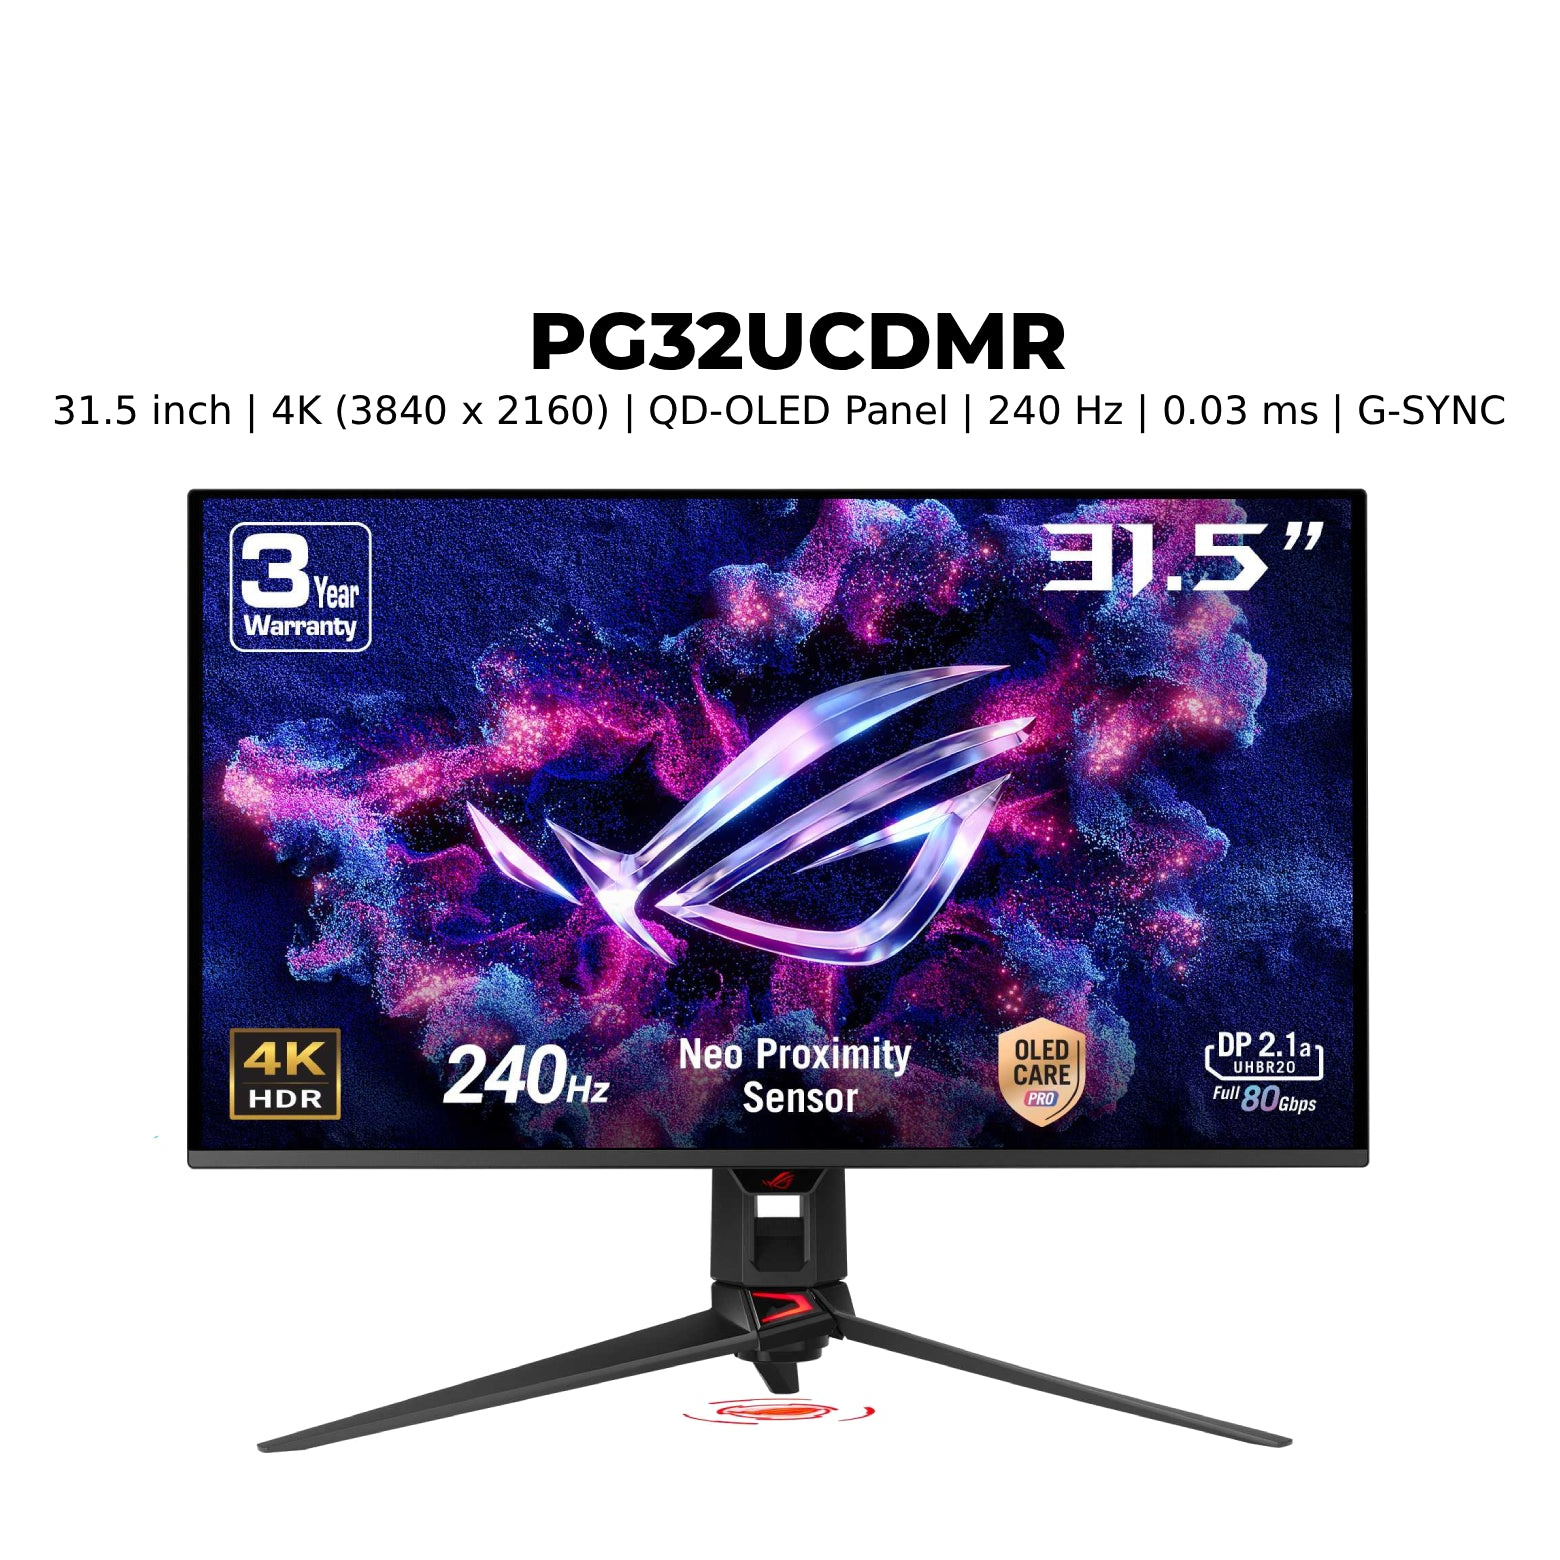 PG32UCDMR
31.5 inch | 4K (3840 x 2160) | QD-OLED Panel | 240 Hz | 0.03 ms | G-SYNC
3 Year
Warranty
31.5”
4K
HDR
240Hz
Neo Proximity
Sensor
OLED
CARE
PRO
DP 2.1a
UHBR20
Full 80Gbps